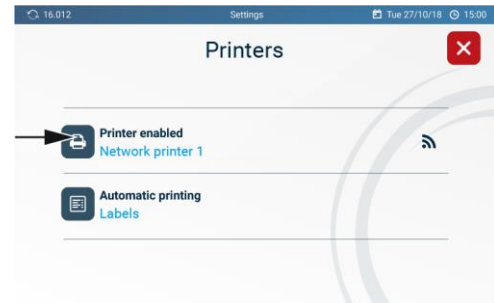 16.012 Settings Tue 27/10/18 15:00
Printers
Printer enabled
Network printer 1
Automatic printing
Labels